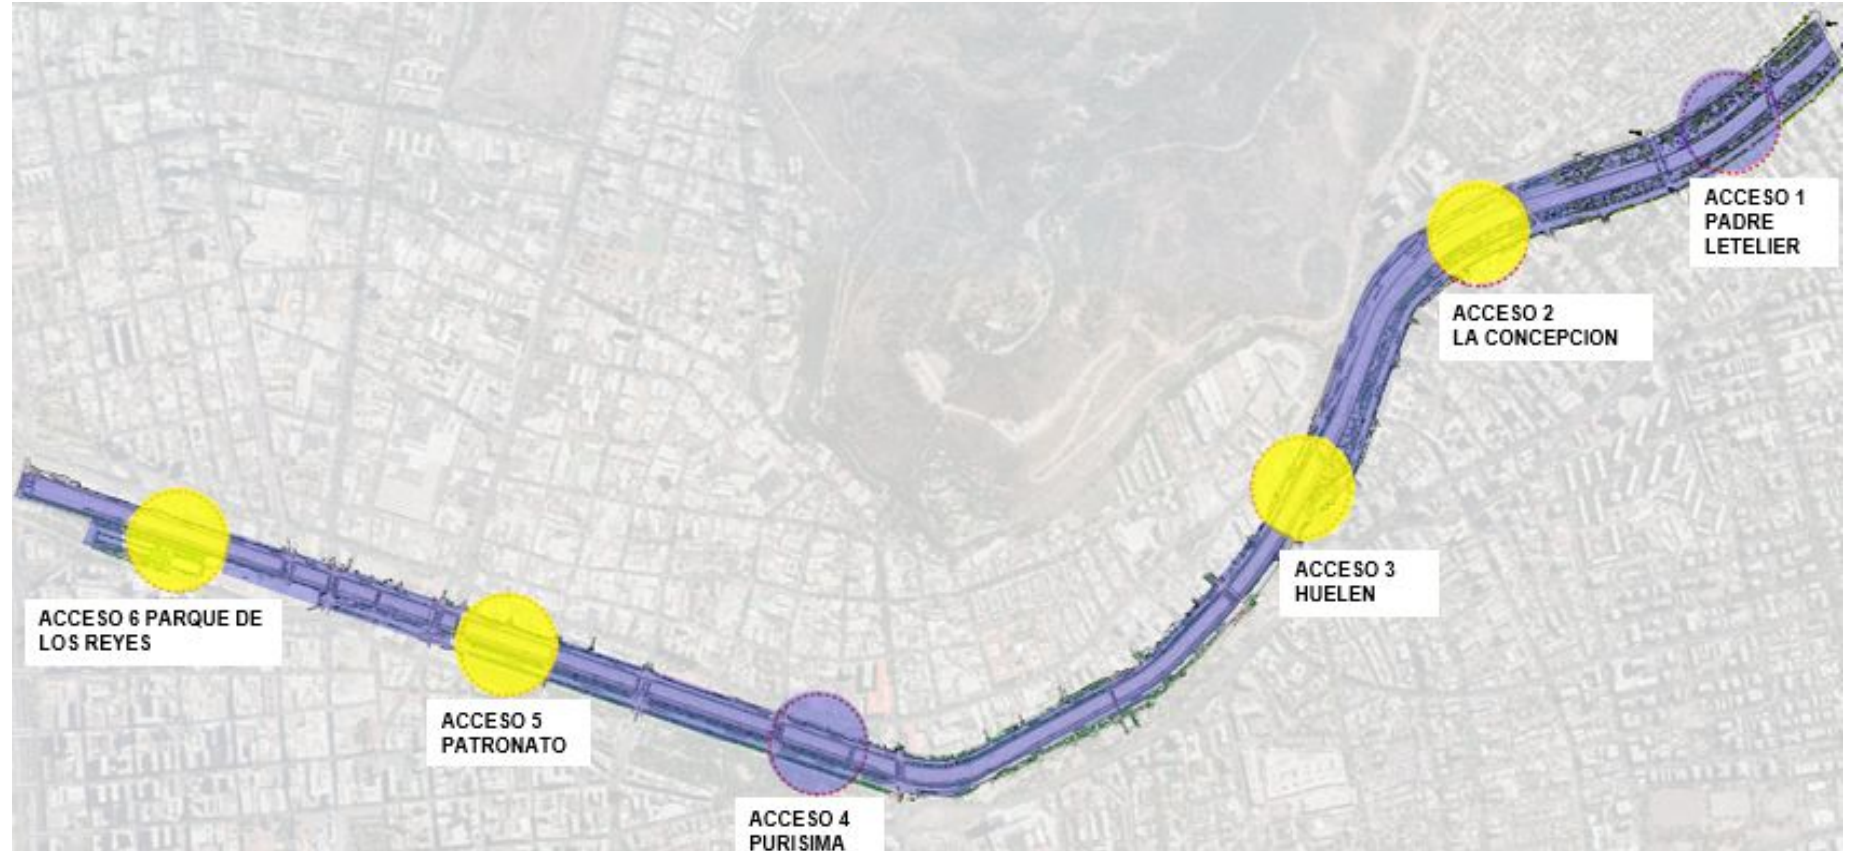 ACCESO 1
PADRE
LETELIER
ACCESO 2
LA CONCEPCION
ACCESO 3
HUELEN
ACCESO 6 PARQUE DE
LOS REYES
ACCESO 5
PATRONATO
ACCESO 4
PURISIMA